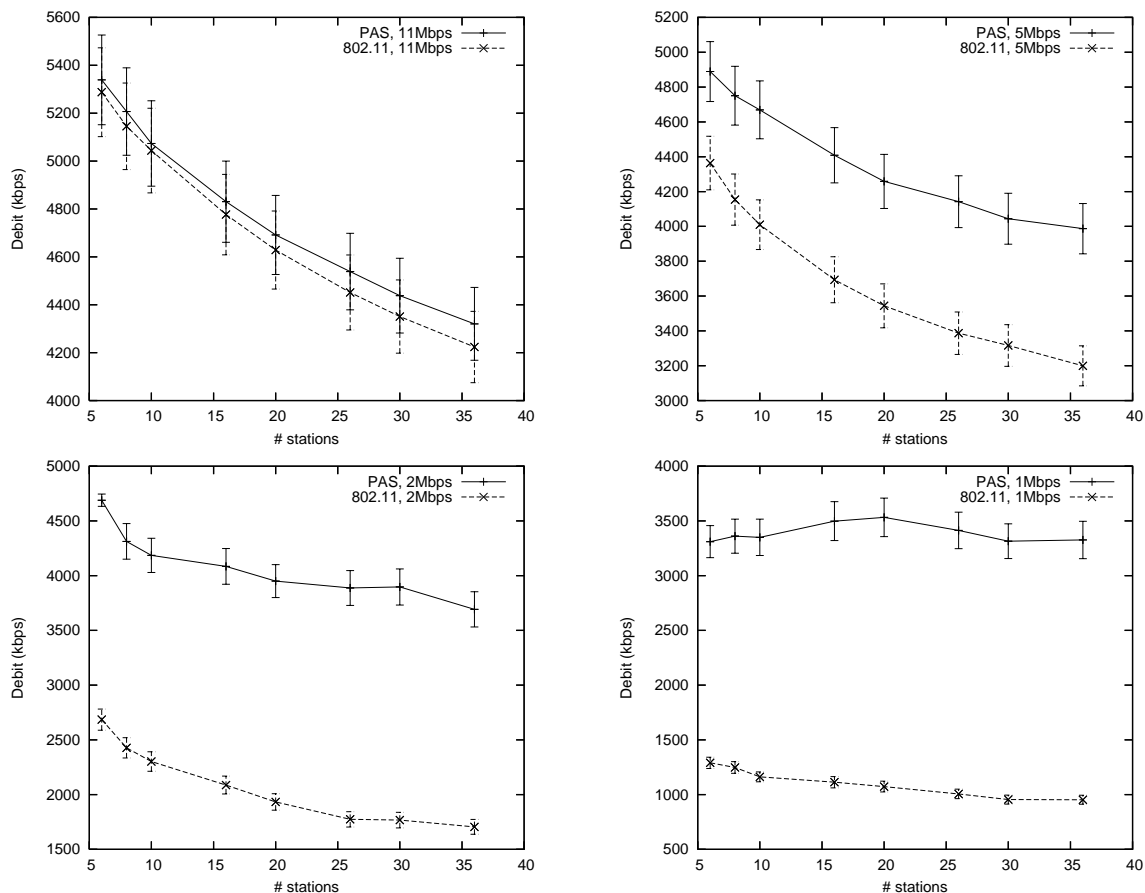 5600
5400
5200
5000
4800
4600
4400
4200
4000
Debit (kbps)
5 10 15 20 25 30 35 40
# stations
PAS, 11Mbps
802.11, 11Mbps
5200
5000
4800
4600
4400
4200
4000
3800
3600
3400
3200
3000
Debit (kbps)
5 10 15 20 25 30 35 40
# stations
PAS, 5Mbps
802.11, 5Mbps
5000
4500
4000
3500
3000
2500
2000
1500
Debit (kbps)
5 10 15 20 25 30 35 40
# stations
PAS, 2Mbps
802.11, 2Mbps
4000
3500
3000
2500
2000
1500
1000
500
Debit (kbps)
5 10 15 20 25 30 35 40
# stations
PAS, 1Mbps
802.11, 1Mbps